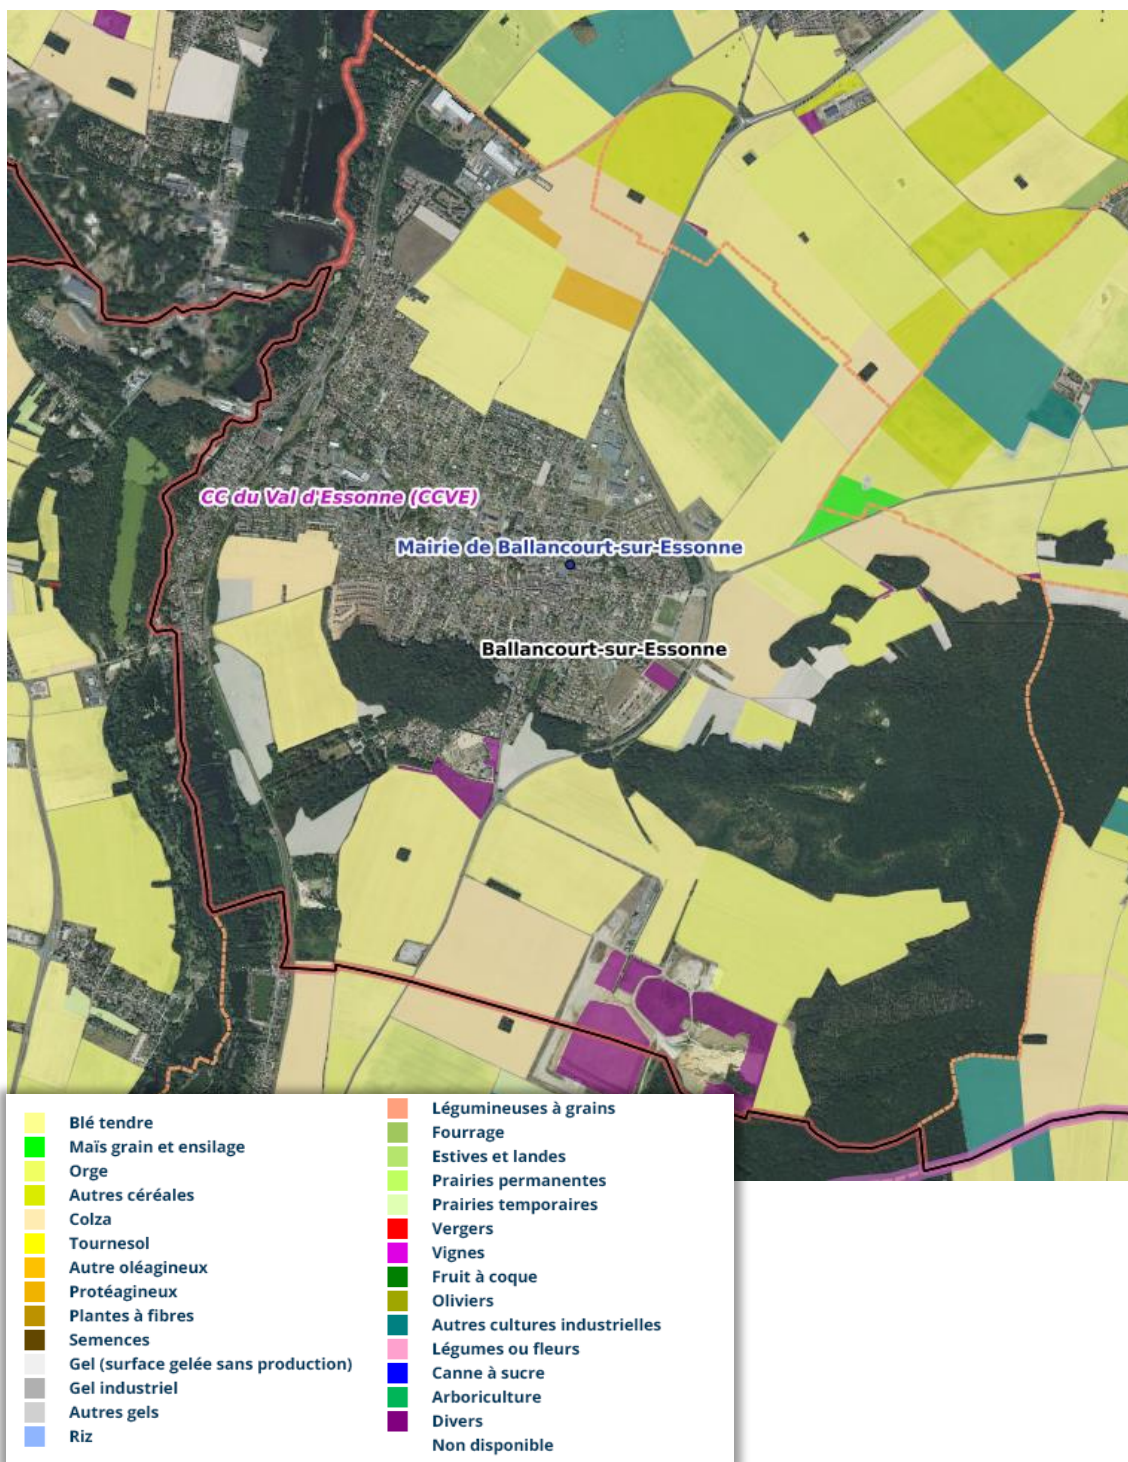 CC du Val d'Essonne (CCVE)
Mairie de Ballancourt-sur-Essonne
Ballancourt-sur-Essonne
Blé tendre
Maïs grain et ensilage
Orge
Autres céréales
Colza
Tournesol
Autre oléagineux
Protéagineux
Plantes à fibres
Semences
Gel (surface gelée sans production)
Gel industriel
Autres gels
Riz
Légumineuses à grains
Fourrage
Estives et landes
Prairies permanentes
Prairies temporaires
Vergers
Vignes
Fruit à coque
Oliviers
Autres cultures industrielles
Légumes ou fleurs
Canne à sucre
Arboriculture
Divers
Non disponible